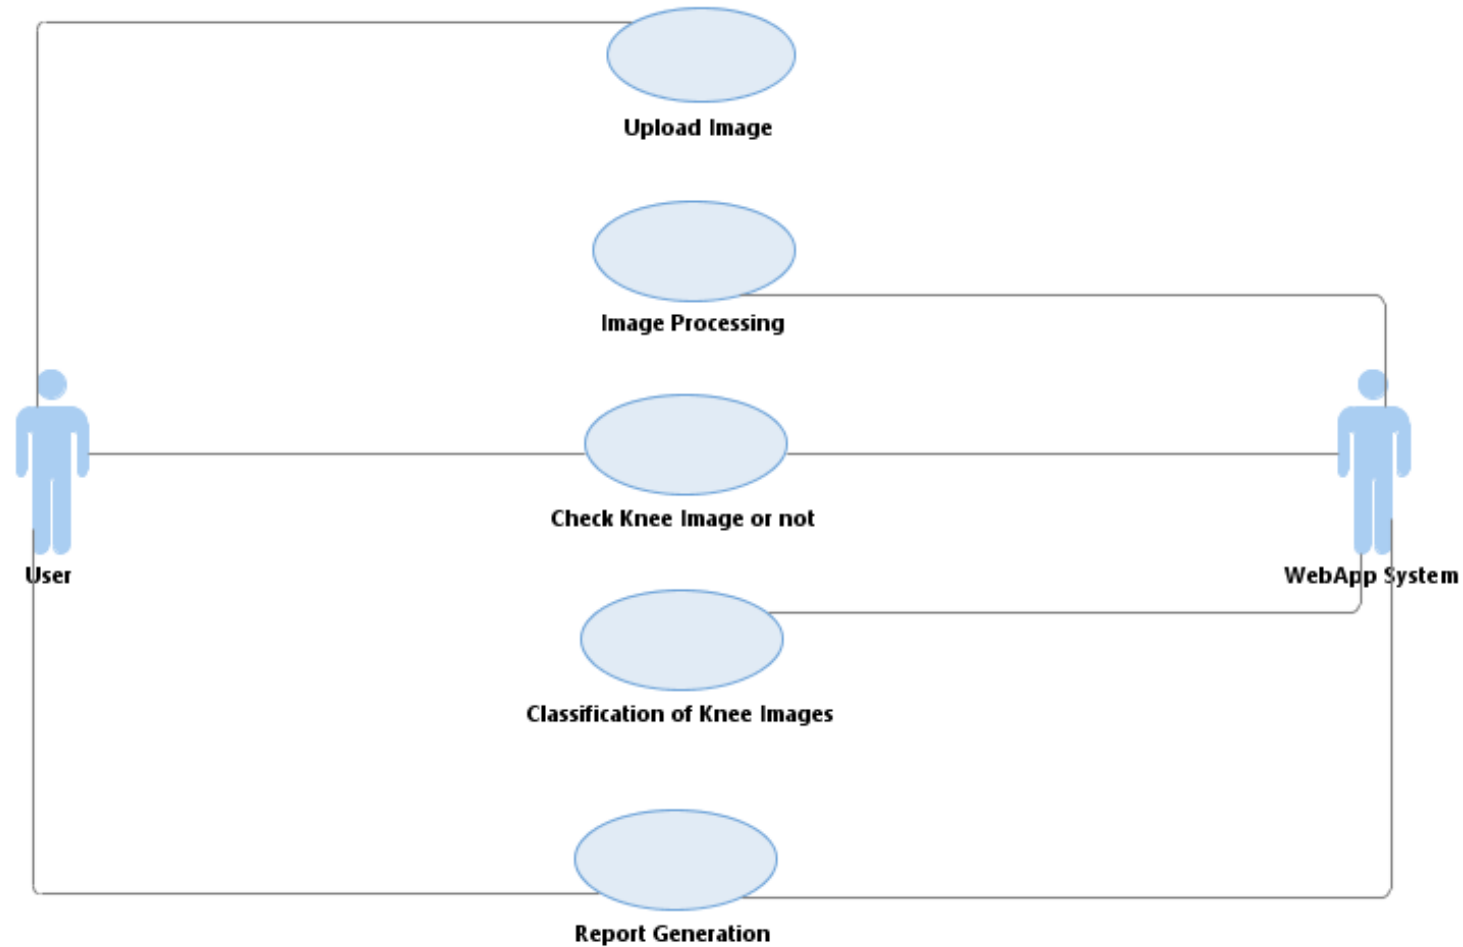 Upload Image
Image Processing
Check Knee Image or not
User
WebApp System
Classification of Knee Images
Report Generation